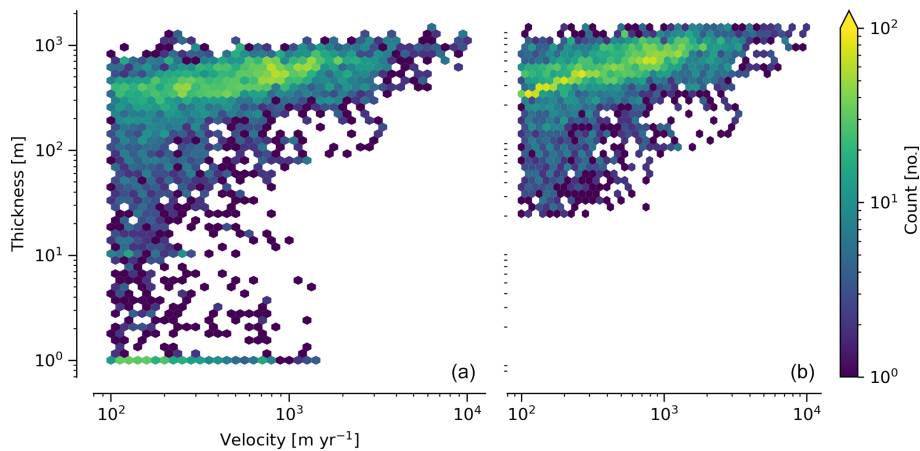 10³
10²
10¹
10⁰
Thickness [m]
(a)
10² 10³ 10⁴
Velocity [m yr⁻¹]
(b)
10² 10³ 10⁴
10²
10¹
10⁰
Count [no.]